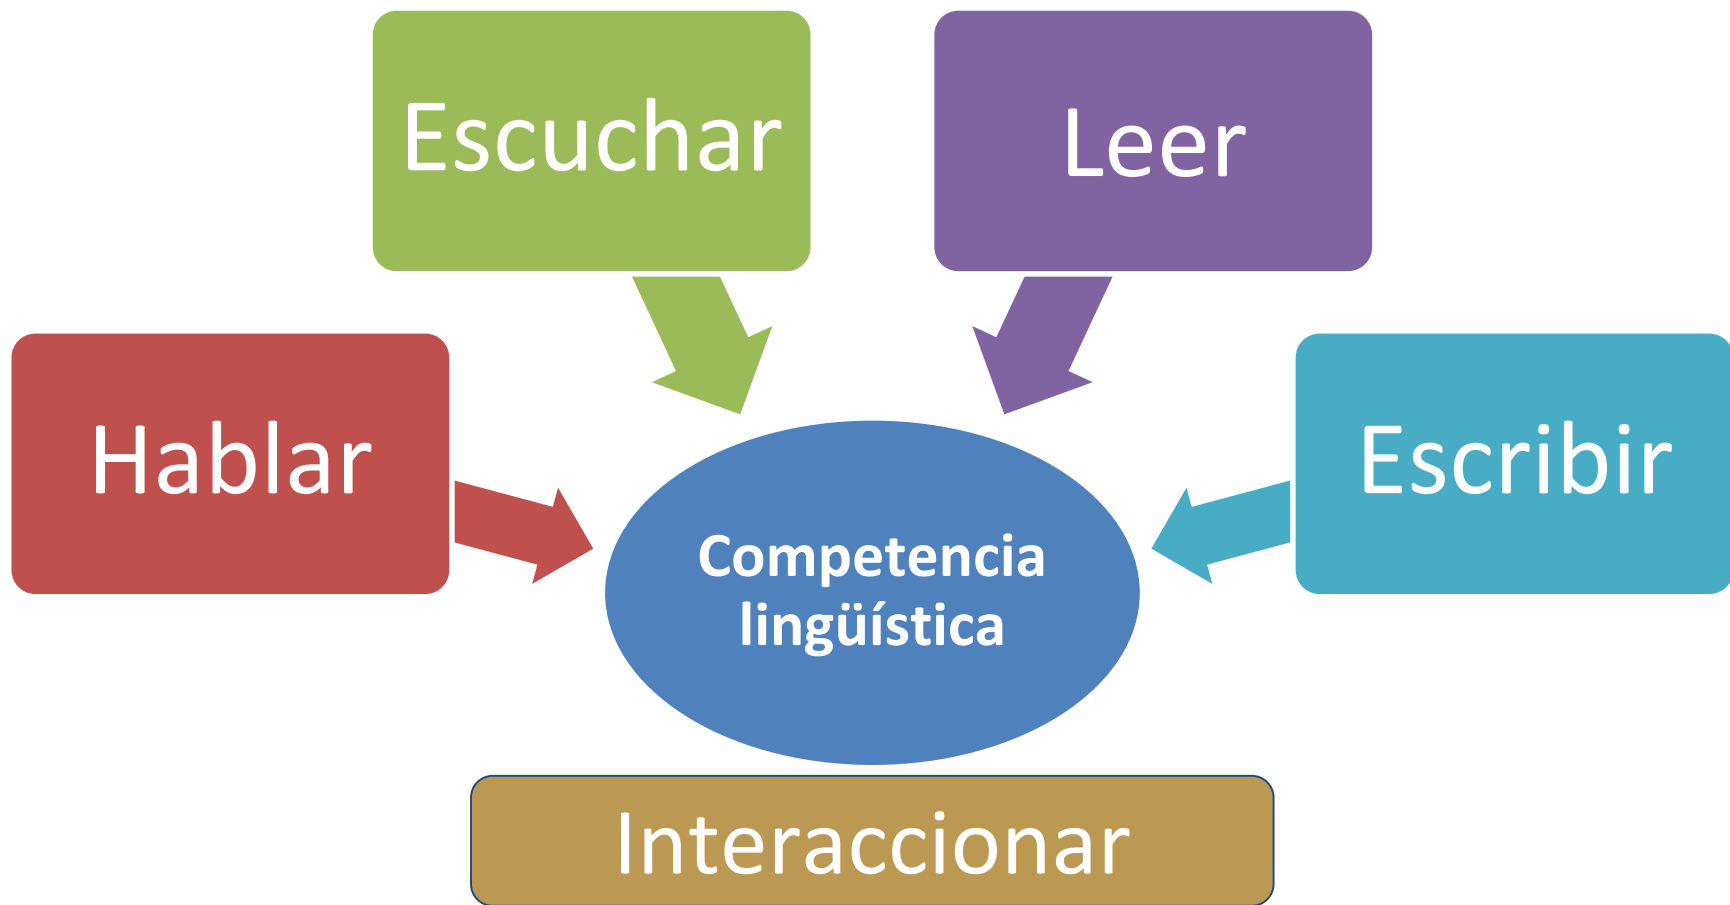 Escuchar
Leer
Hablar
Escribir
Competencia
lingüística
Interaccionar